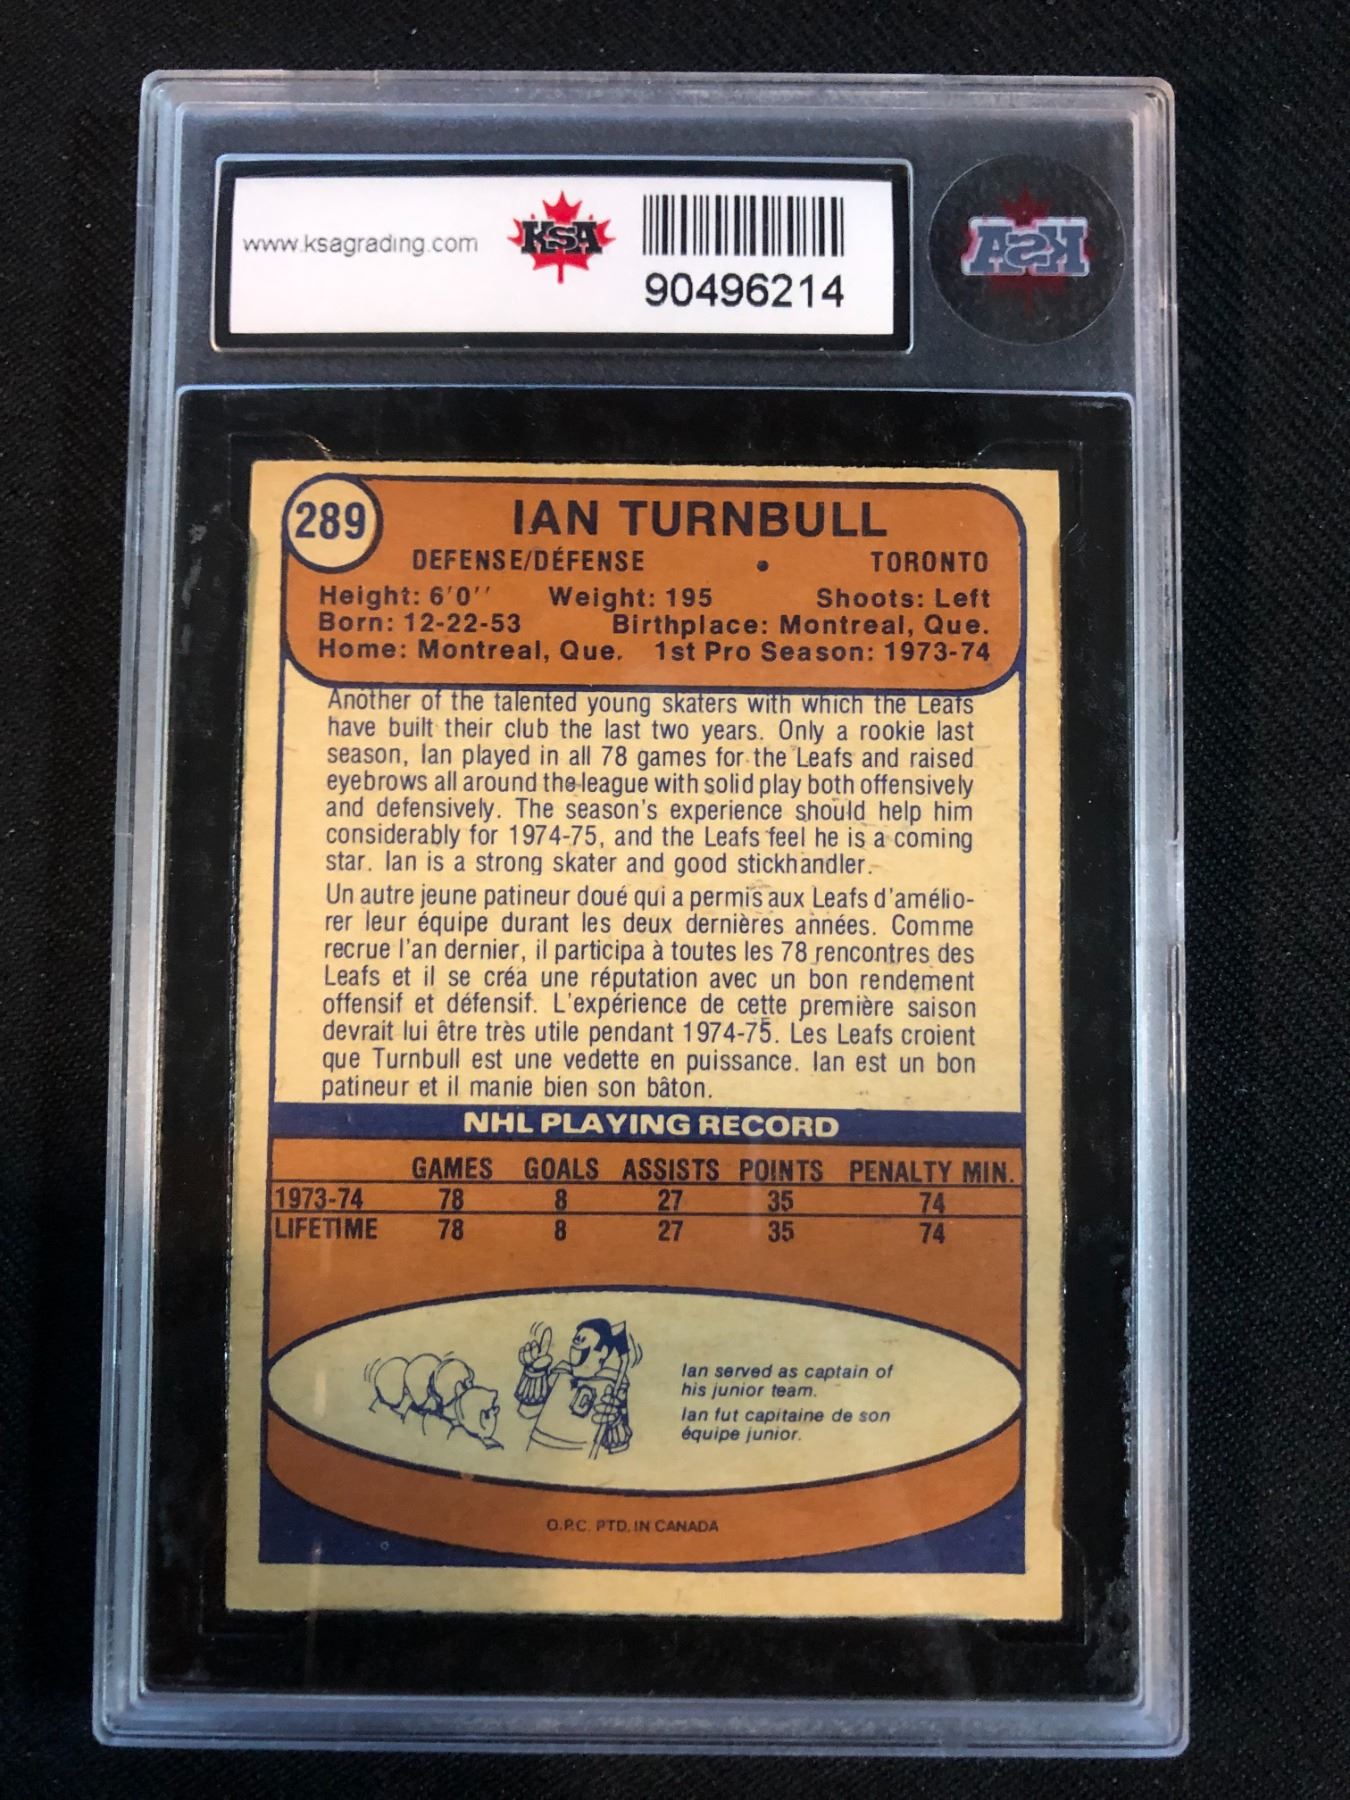 www.ksagrading.com
KSA
90496214
KSA
289
IAN TURNBULL
DEFENSE/DÉFENSE • TORONTO
Height: 6'0'' Weight: 195 Shoots: Left
Born: 12-22-53 Birthplace: Montreal, Que.
Home: Montreal, Que. 1st Pro Season: 1973-74
Another of the talented young skaters with which the Leafs
have built their club the last two years. Only a rookie last
season, Ian played in all 78 games for the Leafs and raised
eyebrows all around the league with solid play both offensively
and defensively. The season's experience should help him
considerably for 1974-75, and the Leafs feel he is a coming
star. Ian is a strong skater and good stickhandler.
Un autre jeune patineur doué qui a permis aux Leafs d'amélio-
rer leur équipe durant les deux dernières années. Comme
recrue l'an dernier, il participa à toutes les 78 rencontres des
Leafs et il se créa une réputation avec un bon rendement
offensif et défensif. L'expérience de cette première saison
devrait lui être très utile pendant 1974-75. Les Leafs croient
que Turnbull est une vedette en puissance. Ian est un bon
patineur et il manie bien son bâton.
NHL PLAYING RECORD
GAMES GOALS ASSISTS POINTS PENALTY MIN.
1973-74 78 8 27 35 74
LIFETIME 78 8 27 35 74
C
Ian served as captain of
his junior team.
Ian fut capitaine de son
équipe junior.
O.P.C. PTD. IN CANADA